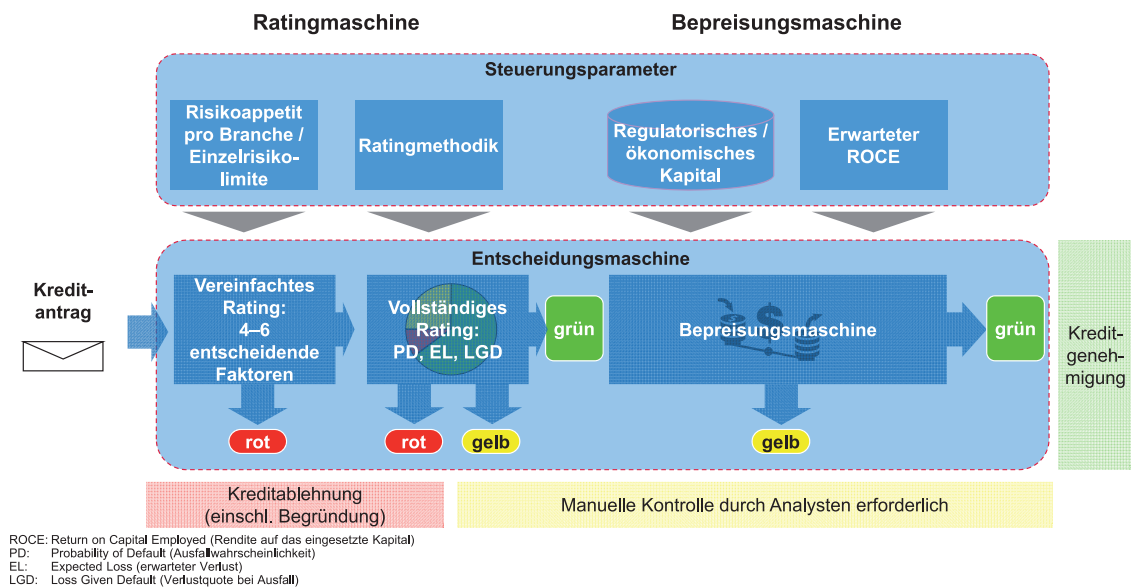 Ratingmaschine
Bepreisungsmaschine
Steuerungsparameter
Risikoappetit
pro Branche /
Einzelrisiko-
limite
Ratingmethodik
Regulatorisches /
ökonomisches
Kapital
Erwarteter
ROCE
Entscheidungsmaschine
Kredit-
antrag
Vereinfachtes
Rating:
4–6
entscheidende
Faktoren
Vollständiges
Rating:
PD, EL, LGD
grün
Bepreisungsmaschine
grün
Kredit-
geneh-
migung
rot
rot
gelb
gelb
Kreditablehnung
(einschl. Begründung)
Manuelle Kontrolle durch Analysten erforderlich
ROCE: Return on Capital Employed (Rendite auf das eingesetzte Kapital)
PD: Probability of Default (Ausfallwahrscheinlichkeit)
EL: Expected Loss (erwarteter Verlust)
LGD: Loss Given Default (Verlustquote bei Ausfall)